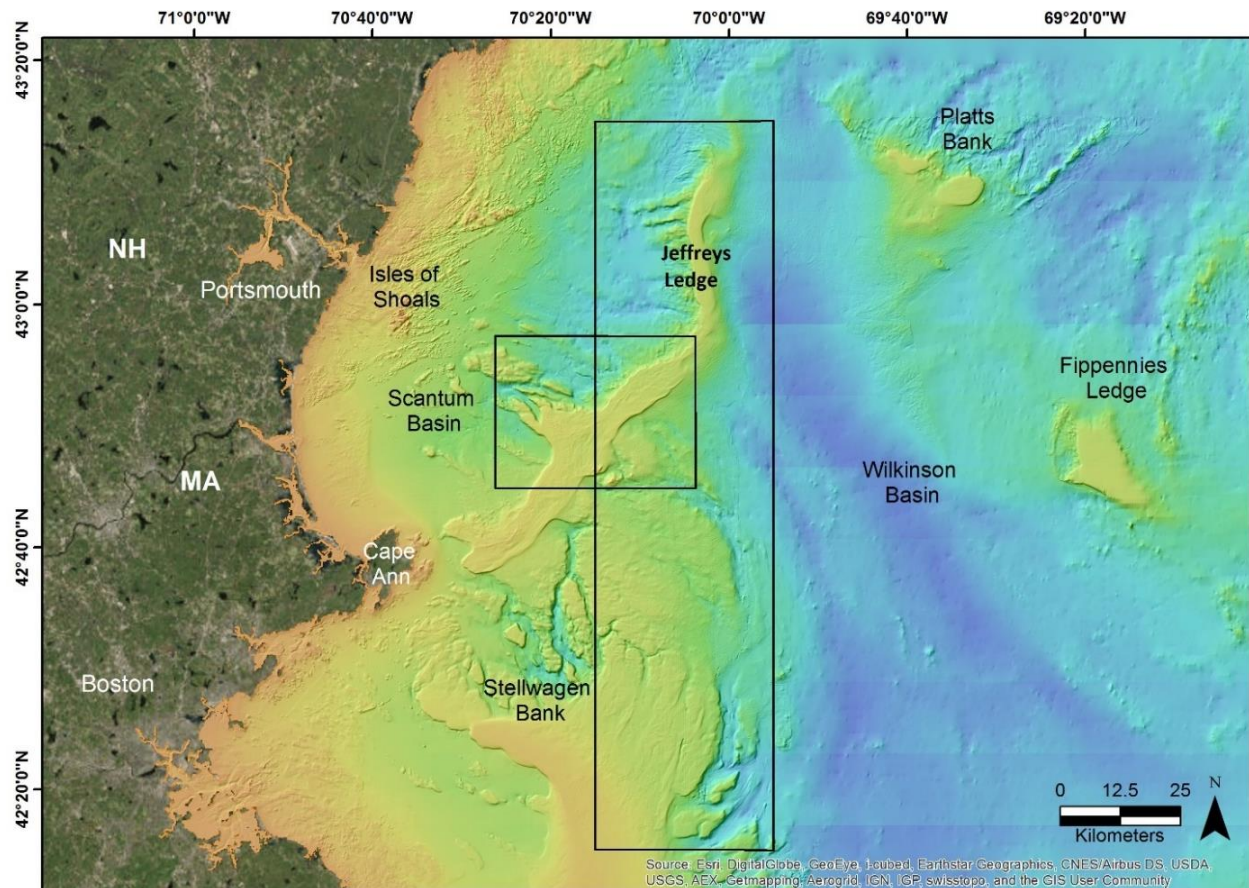 71°0'0"W
70°40'0"W
70°20'0"W
70°0'0"W
69°40'0"W
69°20'0"W
43°20'0"N
43°0'0"N
42°40'0"N
42°20'0"N
Platts
Bank
NH
Portsmouth
Isles of
Shoals
Jeffreys
Ledge
Scantum
Basin
Fippennies
Ledge
MA
Wilkinson
Basin
Cape
Ann
Boston
Stellwagen
Bank
0 12.5 25
Kilometers
N
Source: Esri, DigitalGlobe, GeoEye, i-cubed, Earthstar Geographics, CNES/Airbus DS, USDA,
USGS, AEX, Getmapping, Aerogrid, IGN, IGP, swisstopo, and the GIS User Community